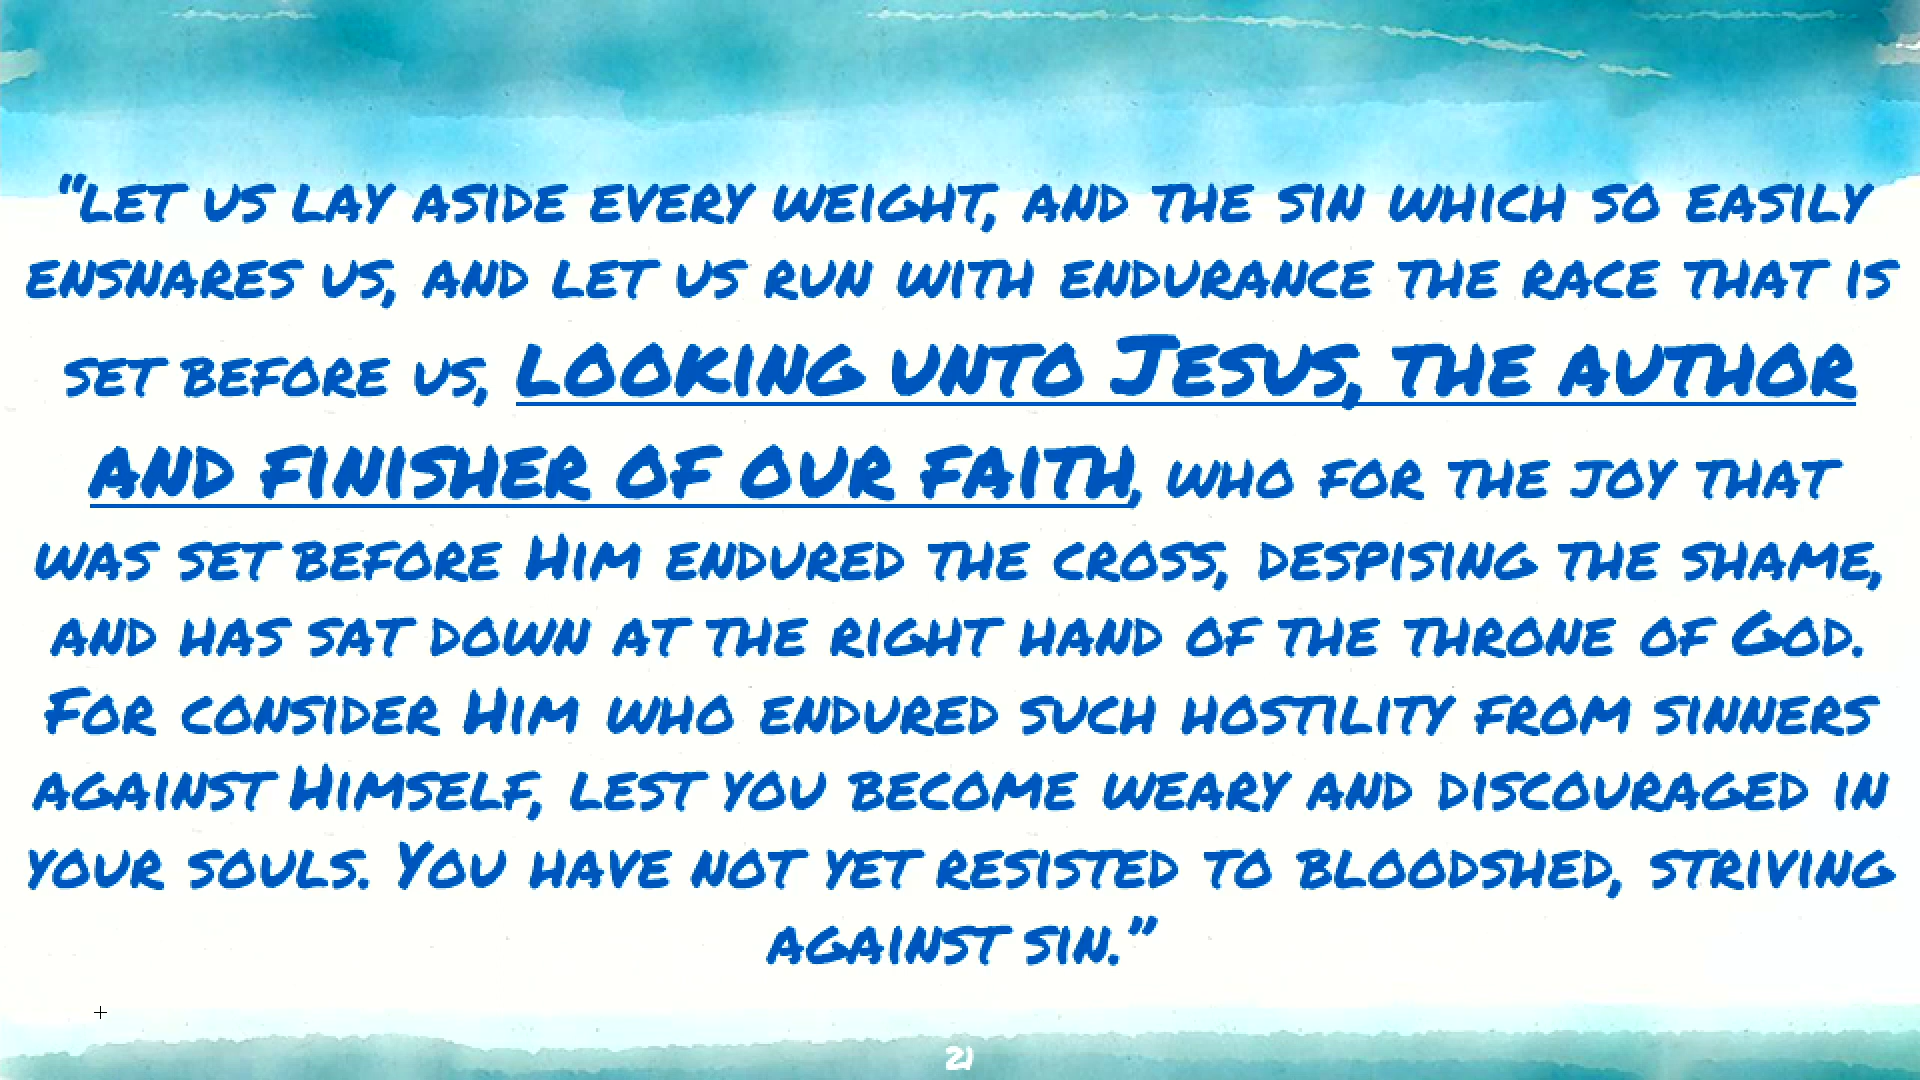 “Let us lay aside every weight, and the sin which so easily
ensnares us, and let us run with endurance the race that is
set before us, looking unto Jesus, the author
and finisher of our faith, who for the joy that
was set before Him endured the cross, despising the shame,
and has sat down at the right hand of the throne of God.
For consider Him who endured such hostility from sinners
against Himself, lest you become weary and discouraged in
your souls. You have not yet resisted to bloodshed, striving
against sin.”
21